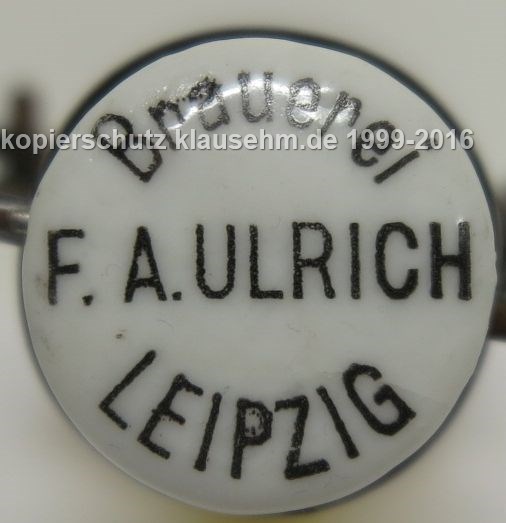 Brauerei
kopierschutz klausehm.de 1999-2016
F. A. ULRICH
LEIPZIG